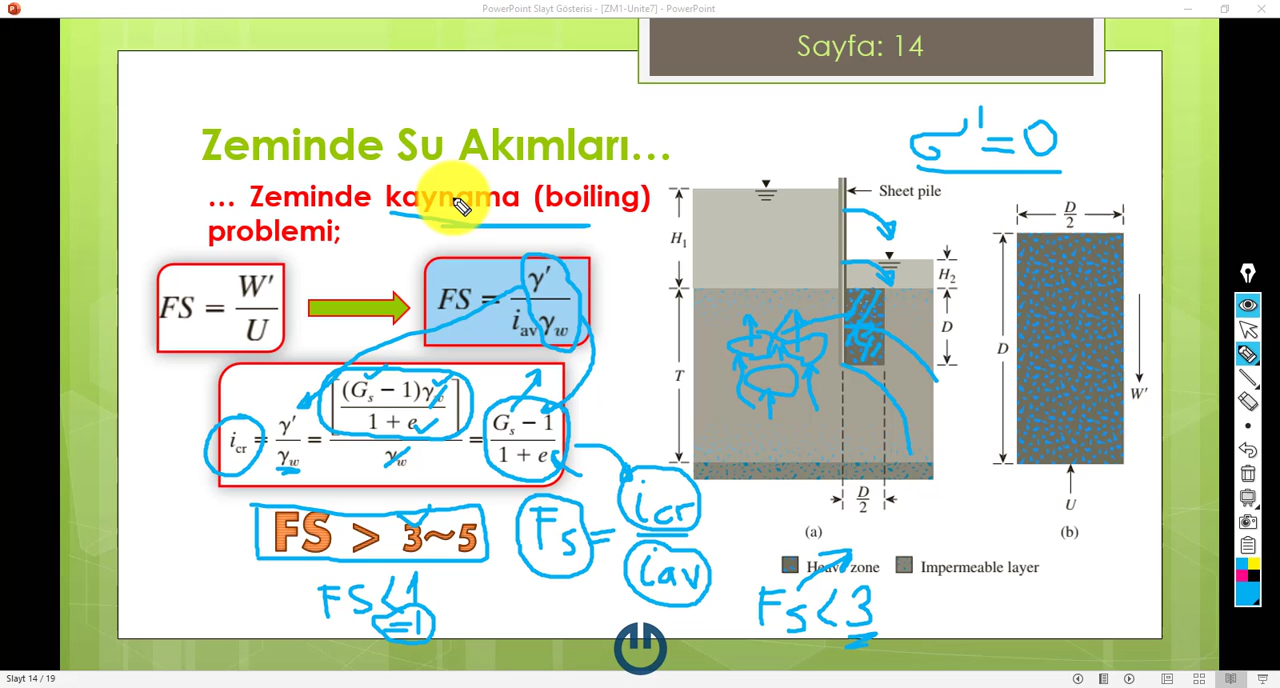 PowerPoint Slayt Gösterisi - [ZM1-Unite7] - PowerPoint
Sayfa: 14
Zeminde Su Akımları...
... Zeminde kaynama (boiling)
problemi;
σ' = 0
FS = W' / U
FS = γ' / i_av γ_w
i_cr = γ' / γ_w = [(G_s − 1)γ_w / 1 + e] / γ_w = G_s − 1 / 1 + e
FS > 3~5
FS < 1
= 1
F_s = i_cr / i_av
F_s < 3
Sheet pile
H₁
H₂
D
T
D/2
(a)
D/2
D
W'
U
(b)
Heave zone
Impermeable layer
Slayt 14 / 19